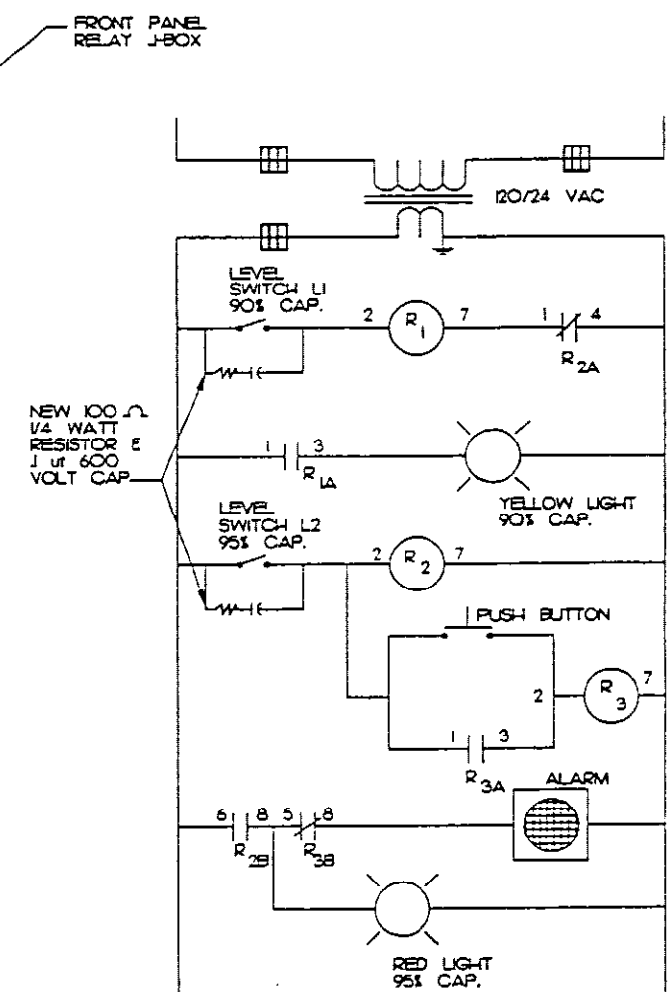 FRONT PANEL
RELAY J-BOX
120/24 VAC
LEVEL
SWITCH L1
90% CAP.
2
R1
7
1
4
R2A
NEW 100 Ω
1/4 WATT
RESISTOR &
.1 uf 600
VOLT CAP
1
3
R1A
YELLOW LIGHT
90% CAP.
LEVEL
SWITCH L2
95% CAP.
2
R2
7
PUSH BUTTON
2
R3
7
1
3
R3A
ALARM
6
8
5
8
R2B
R3B
RED LIGHT
95% CAP.